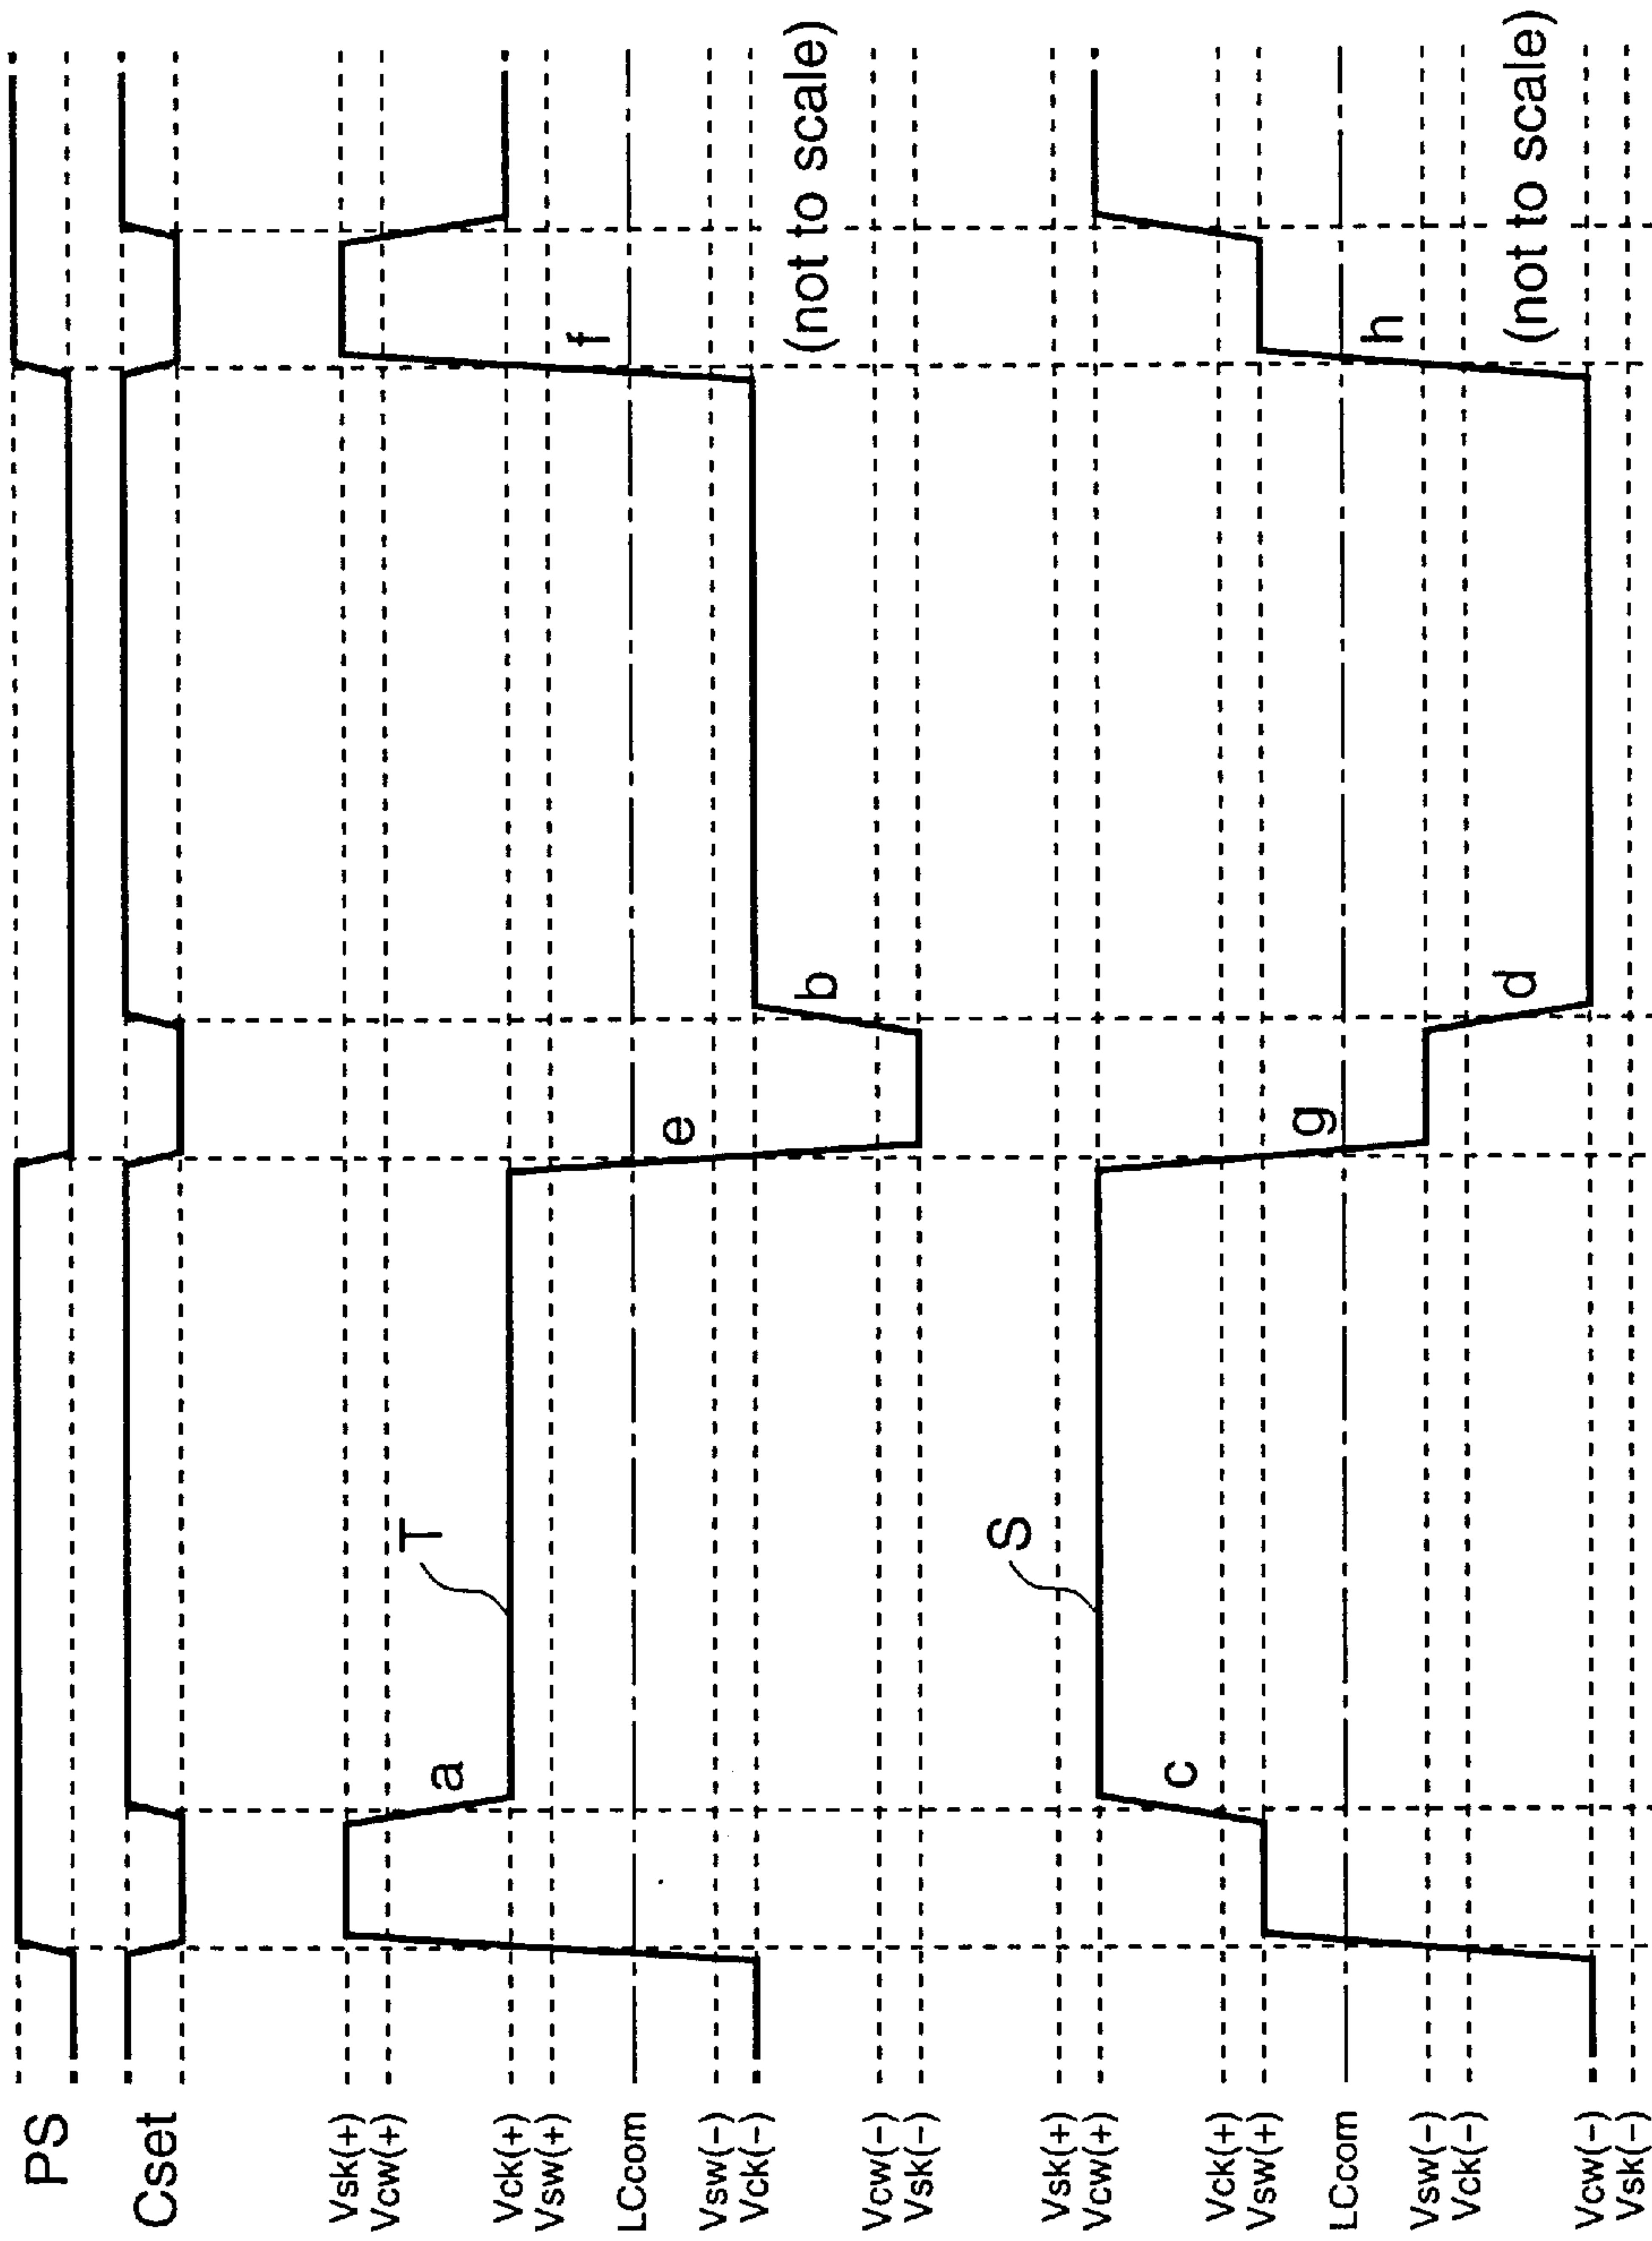 PS
Cset
Vsk(+)
Vcw(+)
Vck(+)
Vsw(+)
LCcom
Vsw(−)
Vck(−)
Vcw(−)
Vsk(−)
T
a
e
b
f
(not to scale)
Vsk(+)
Vcw(+)
Vck(+)
Vsw(+)
LCcom
Vsw(−)
Vck(−)
Vcw(−)
Vsk(−)
S
c
g
d
h
(not to scale)